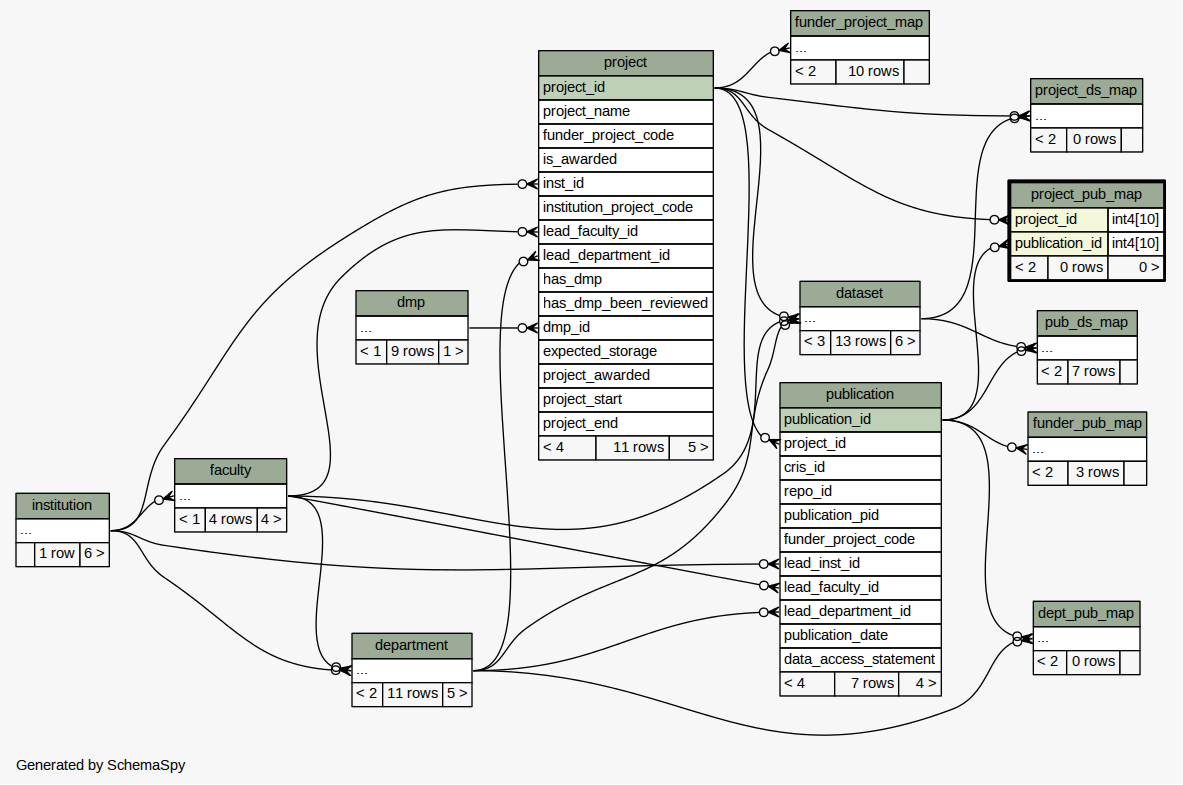 funder_project_map
...
< 2 10 rows
project
project_id
project_name
funder_project_code
is_awarded
inst_id
institution_project_code
lead_faculty_id
lead_department_id
has_dmp
has_dmp_been_reviewed
dmp_id
expected_storage
project_awarded
project_start
project_end
< 4 11 rows 5 >
project_ds_map
...
< 2 0 rows
project_pub_map
project_id int4[10]
publication_id int4[10]
< 2 0 rows 0 >
dmp
...
< 1 9 rows 1 >
dataset
...
< 3 13 rows 6 >
pub_ds_map
...
< 2 7 rows
publication
publication_id
project_id
cris_id
repo_id
publication_pid
funder_project_code
lead_inst_id
lead_faculty_id
lead_department_id
publication_date
data_access_statement
< 4 7 rows 4 >
funder_pub_map
...
< 2 3 rows
faculty
...
< 1 4 rows 4 >
institution
...
1 row 6 >
department
...
< 2 11 rows 5 >
dept_pub_map
...
< 2 0 rows
Generated by SchemaSpy